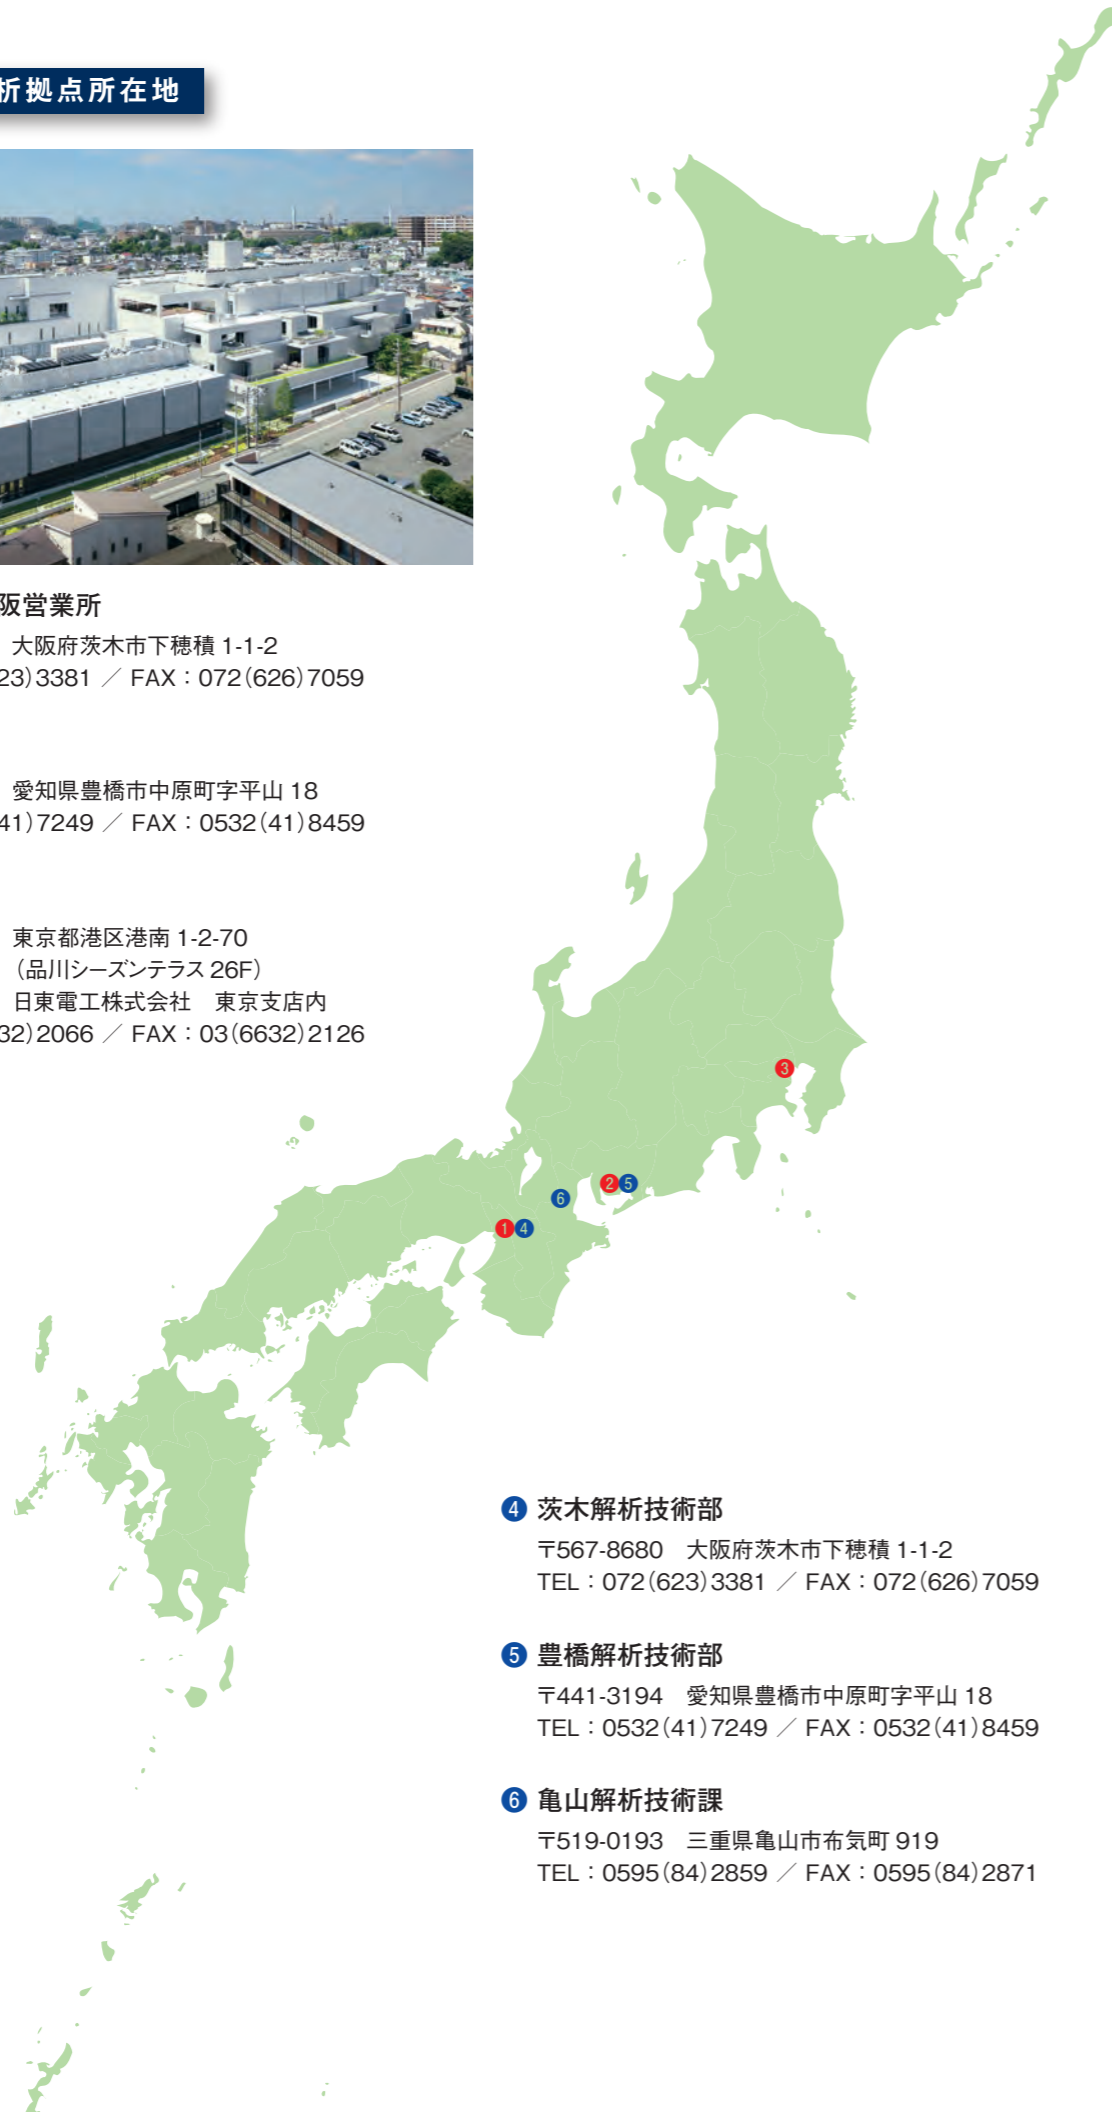 析拠点所在地
阪営業所
大阪府茨木市下穂積 1-1-2
23)3381 ／ FAX：072(626)7059
愛知県豊橋市中原町字平山 18
41)7249 ／ FAX：0532(41)8459
東京都港区港南 1-2-70
（品川シーズンテラス 26F）
日東電工株式会社　東京支店内
32)2066 ／ FAX：03(6632)2126
3
2 5
6
1 4
4 茨木解析技術部
〒567-8680　大阪府茨木市下穂積 1-1-2
TEL：072(623)3381 ／ FAX：072(626)7059
5 豊橋解析技術部
〒441-3194　愛知県豊橋市中原町字平山 18
TEL：0532(41)7249 ／ FAX：0532(41)8459
6 亀山解析技術課
〒519-0193　三重県亀山市布気町 919
TEL：0595(84)2859 ／ FAX：0595(84)2871